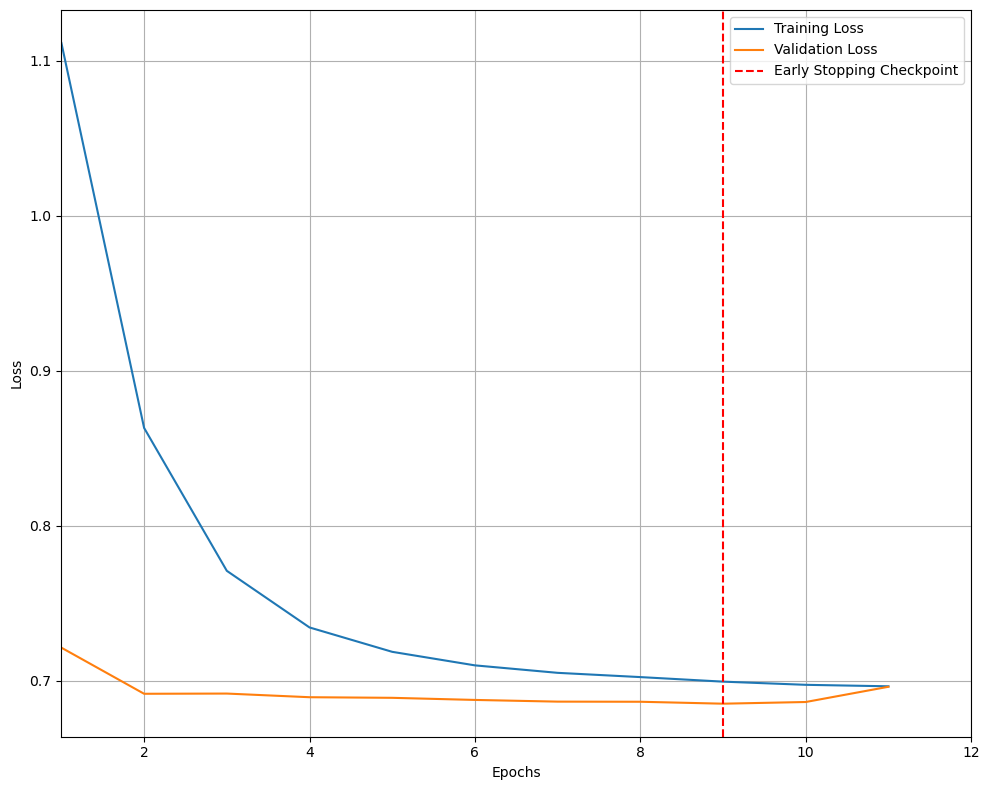 Training Loss
Validation Loss
Early Stopping Checkpoint
1.1
1.0
0.9
0.8
0.7
Loss
2 4 6 8 10 12
Epochs